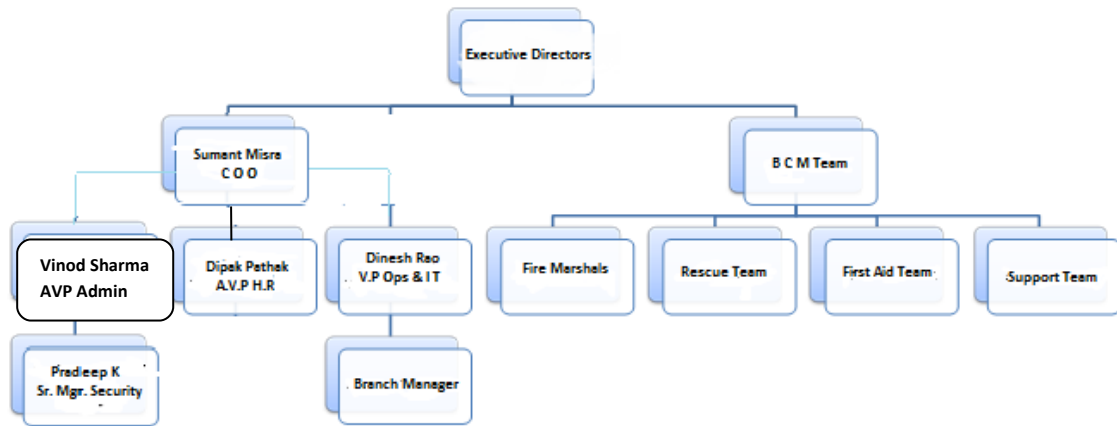 Executive Directors
Sumant Misra
C O O
B C M Team
Vinod Sharma
AVP Admin
Dipak Pathak
A.V.P H.R
Dinesh Rao
V.P Ops & I T
Fire Marshals
Rescue Team
First Aid Team
Support Team
Pradeep K
Sr. Mgr. Security
Branch Manager